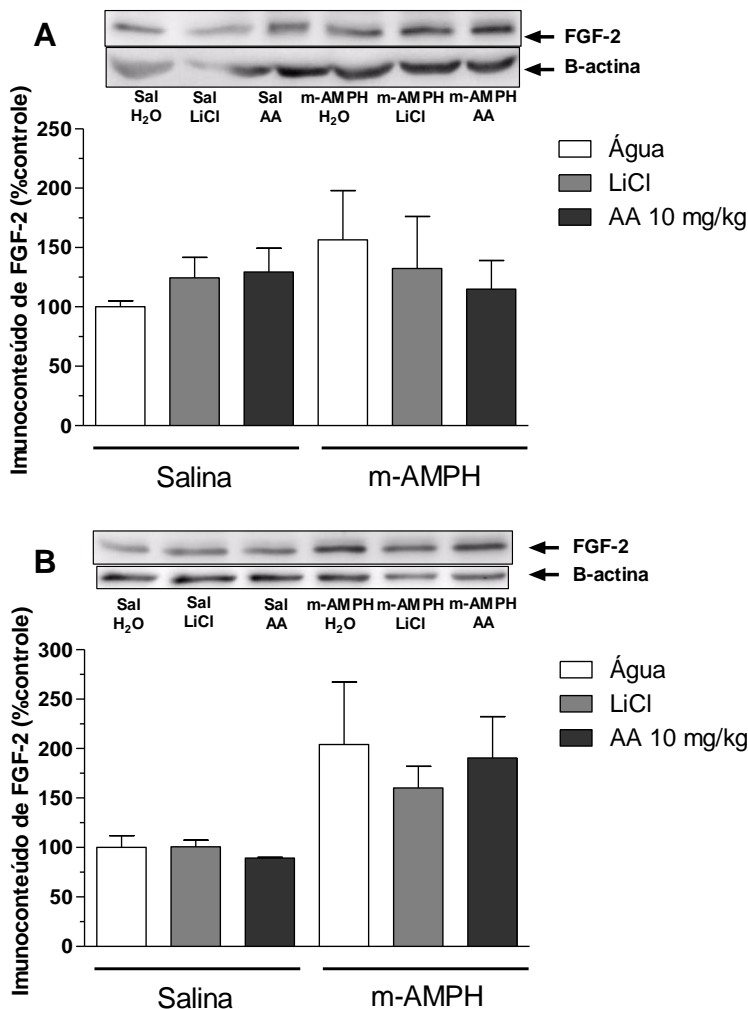 A
FGF-2
B-actina
Sal Sal Sal m-AMPH m-AMPH m-AMPH
H₂O LiCl AA H₂O LiCl AA
Imunoconteúdo de FGF-2 (%controle)
250
200
150
100
50
0
Água
LiCl
AA 10 mg/kg
Salina m-AMPH
B
FGF-2
B-actina
Sal Sal Sal m-AMPH m-AMPH m-AMPH
H₂O LiCl AA H₂O LiCl AA
Imunoconteúdo de FGF-2 (%controle)
300
250
200
150
100
50
0
Água
LiCl
AA 10 mg/kg
Salina m-AMPH